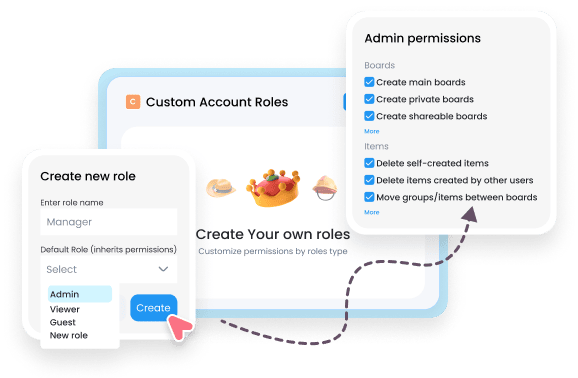 Admin permissions
Boards
Create main boards
Create private boards
Create shareable boards
More
Items
Delete self-created items
Delete items created by other users
Move groups/items between boards
More
C Custom Account Roles
Create Your own roles
Customize permissions by roles type
Create new role
Enter role name
Manager
Default Role (inherits permissions)
Select
Admin
Viewer
Guest
New role
Create